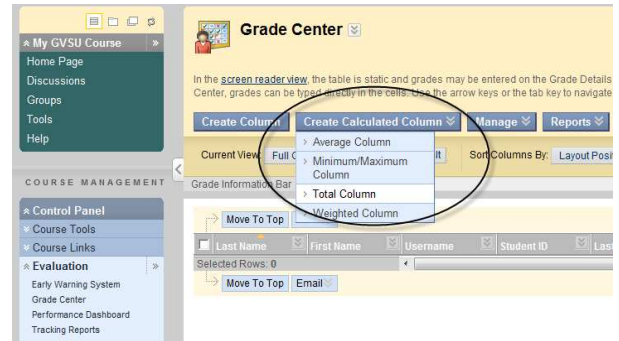 My GVSU Course
Home Page
Discussions
Groups
Tools
Help
COURSE MANAGEMENT
Control Panel
Course Tools
Course Links
Evaluation
Early Warning System
Grade Center
Performance Dashboard
Tracking Reports
Grade Center
In the screen reader view, the table is static and grades may be entered on the Grade Details
Center, grades can be typed directly in the cells. Use the arrow keys or the tab key to navigate
Create Column Create Calculated Column Manage Reports
Current View: Full Sort Columns By: Layout Posi
Average Column
Minimum/Maximum
Column
Total Column
Weighted Column
Grade Information Bar
Move To Top
Last Name First Name Username Student ID Las
Selected Rows: 0
Move To Top Email